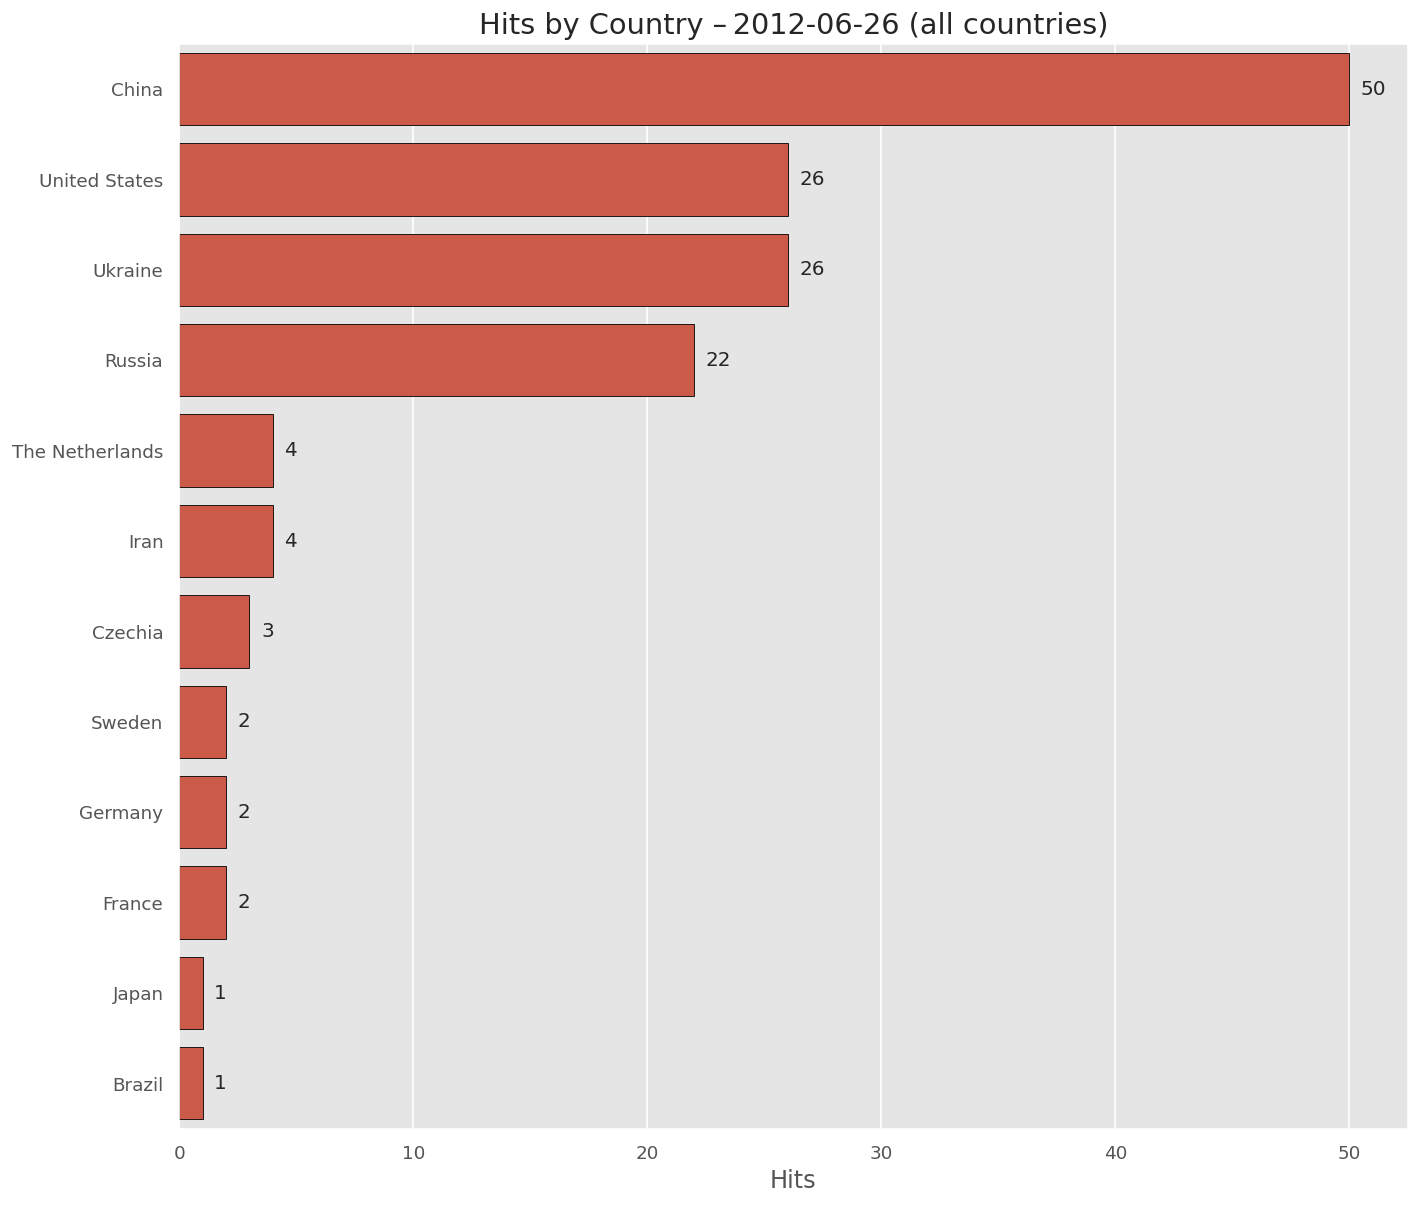 Hits by Country – 2012-06-26 (all countries)
China 50
United States 26
Ukraine 26
Russia 22
The Netherlands 4
Iran 4
Czechia 3
Sweden 2
Germany 2
France 2
Japan 1
Brazil 1
0 10 20 30 40 50
Hits